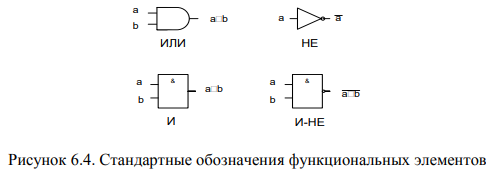 a
b
a□b
ИЛИ
a
a
НЕ
a
b
&
a□b
И
a
b
&
a□b
И-НЕ
Рисунок 6.4. Стандартные обозначения функциональных элементов